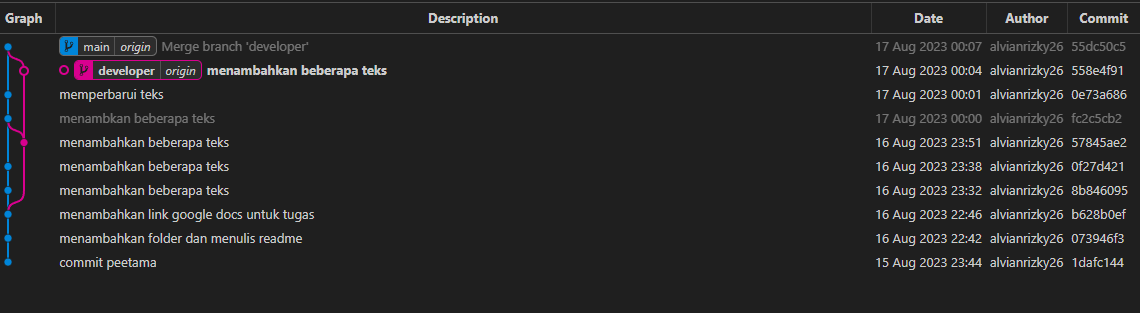 Graph Description Date Author Commit
main origin Merge branch 'developer' 17 Aug 2023 00:07 alvianrizky26 55dc50c5
developer origin menambahkan beberapa teks 17 Aug 2023 00:04 alvianrizky26 558e4f91
memperbarui teks 17 Aug 2023 00:01 alvianrizky26 0e73a686
menambkan beberapa teks 17 Aug 2023 00:00 alvianrizky26 fc2c5cb2
menambahkan beberapa teks 16 Aug 2023 23:51 alvianrizky26 57845ae2
menambahkan beberapa teks 16 Aug 2023 23:38 alvianrizky26 0f27d421
menambahkan beberapa teks 16 Aug 2023 23:32 alvianrizky26 8b846095
menambahkan link google docs untuk tugas 16 Aug 2023 22:46 alvianrizky26 b628b0ef
menambahkan folder dan menulis readme 16 Aug 2023 22:42 alvianrizky26 073946f3
commit peetama 15 Aug 2023 23:44 alvianrizky26 1dafc144